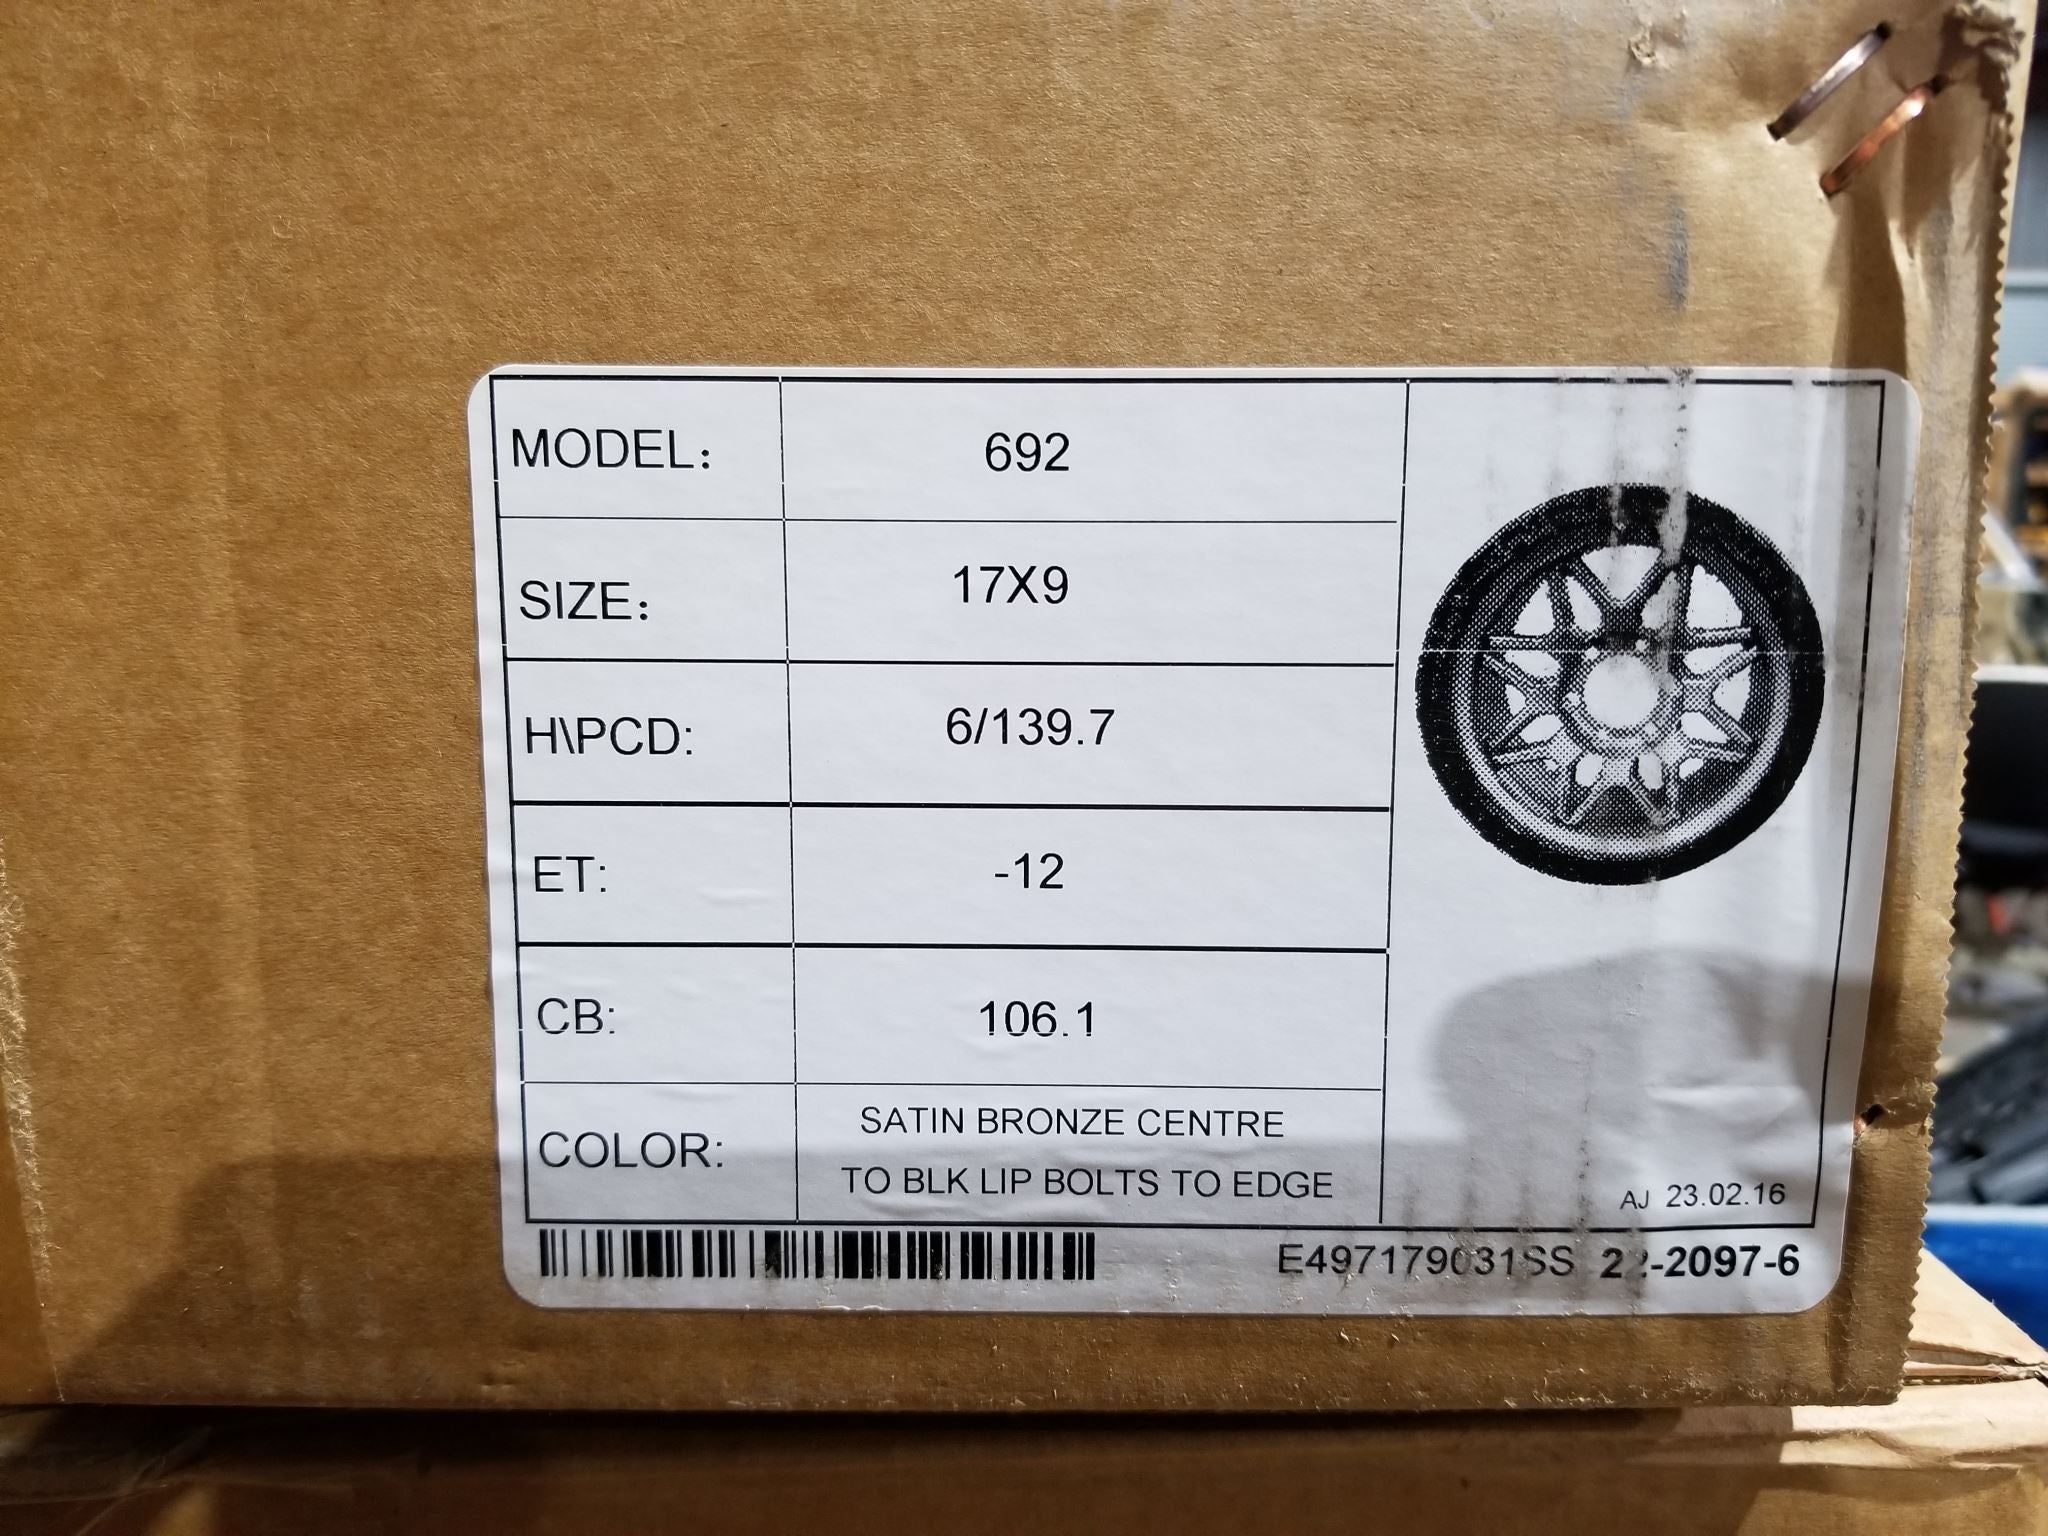 MODEL: 692
SIZE: 17X9
H\PCD: 6/139.7
ET: -12
CB: 106.1
COLOR: SATIN BRONZE CENTRE
TO BLK LIP BOLTS TO EDGE
AJ 23.02.16
E497179031SS